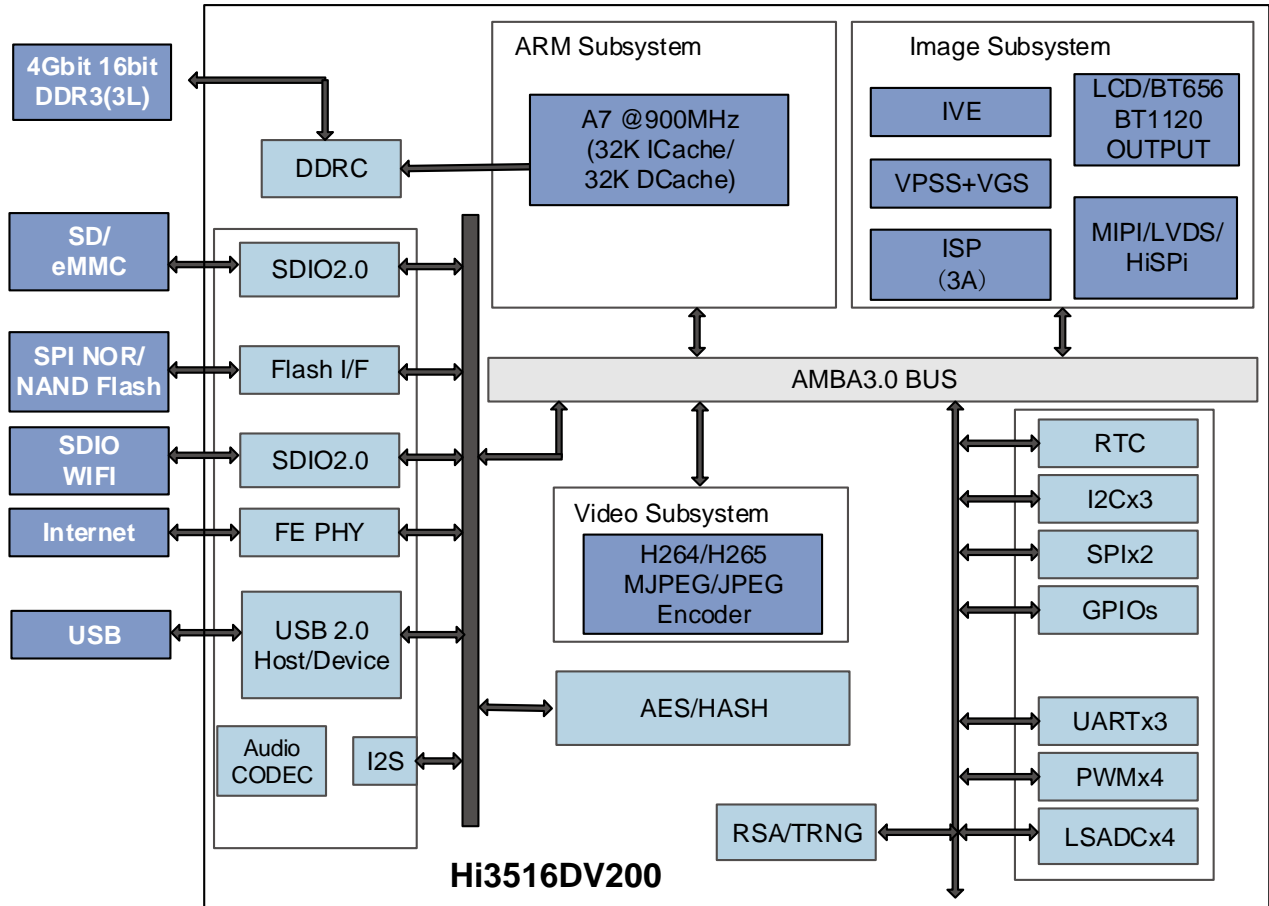 4Gbit 16bit
DDR3(3L)
DDRC
ARM Subsystem
A7 @900MHz
(32K ICache/
32K DCache)
Image Subsystem
IVE
VPSS+VGS
ISP
（3A）
LCD/BT656
BT1120
OUTPUT
MIPI/LVDS/
HiSPi
SD/
eMMC
SDIO2.0
SPI NOR/
NAND Flash
Flash I/F
SDIO
WIFI
SDIO2.0
Internet
FE PHY
USB
USB 2.0
Host/Device
Audio
CODEC
I2S
AMBA3.0 BUS
Video Subsystem
H264/H265
MJPEG/JPEG
Encoder
AES/HASH
RSA/TRNG
RTC
I2Cx3
SPIx2
GPIOs
UARTx3
PWMx4
LSADCx4
Hi3516DV200